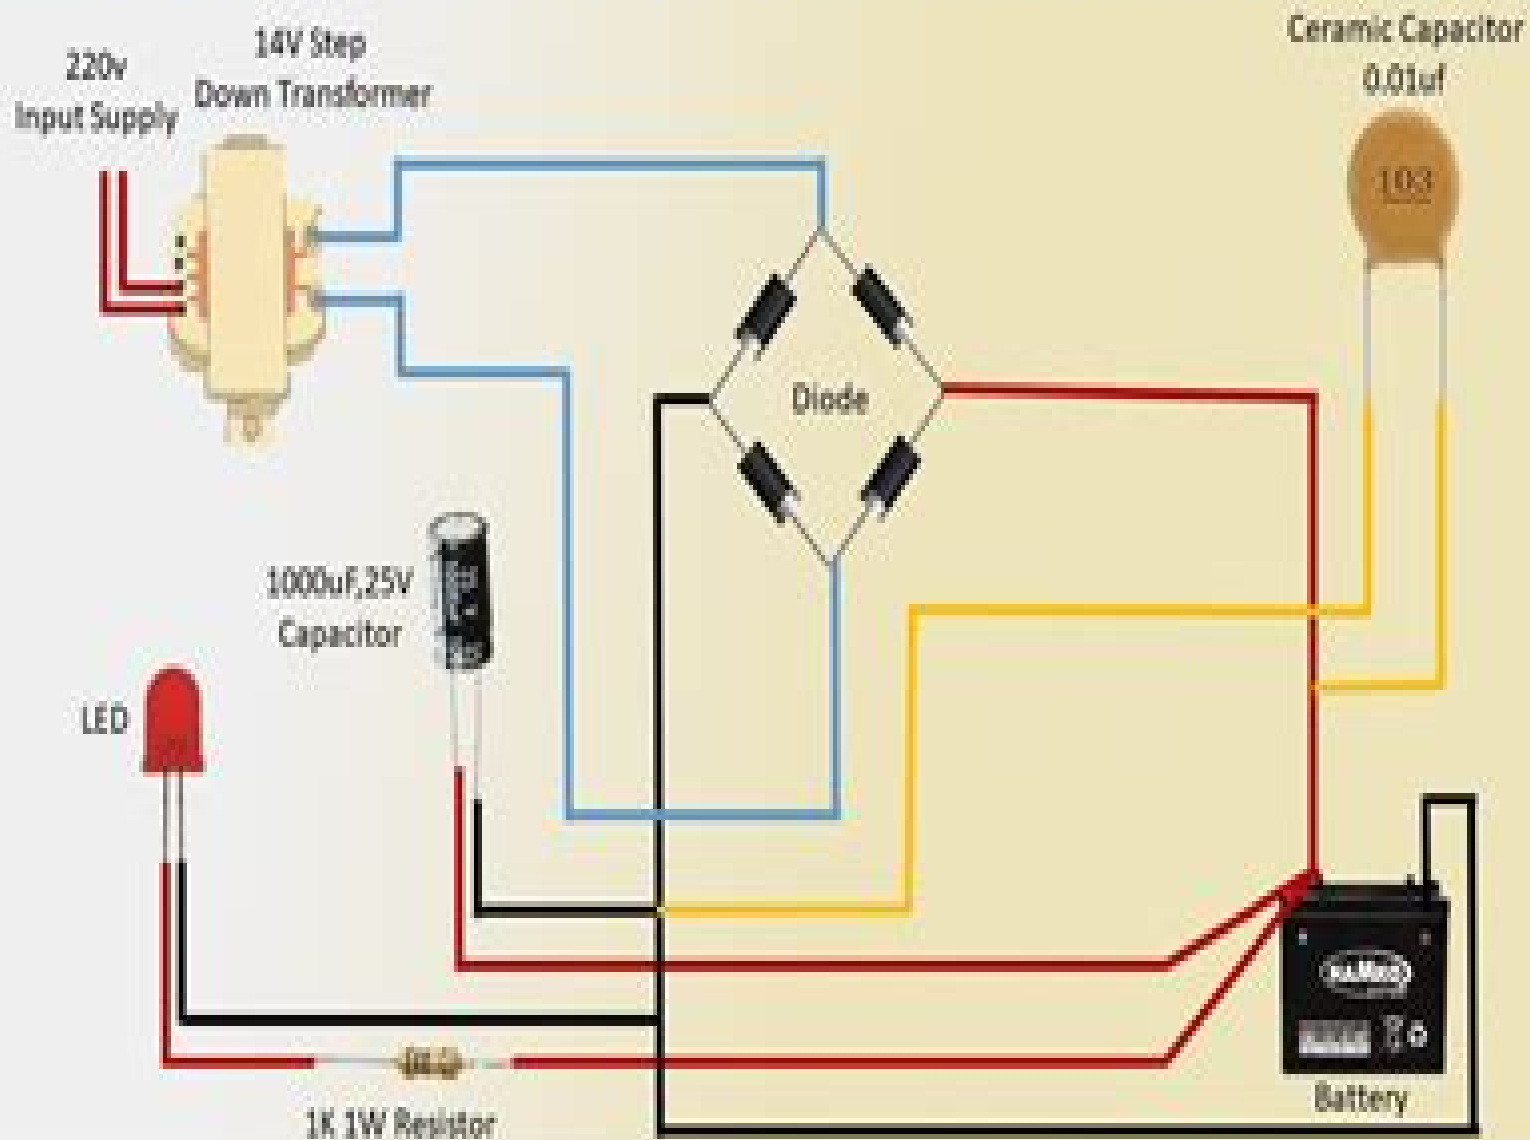 220v
Input Supply
14V Step
Down Transformer
Ceramic Capacitor
0.01uf
103
Diode
1000uF,25V
Capacitor
LED
1K 1W Resistor
Battery